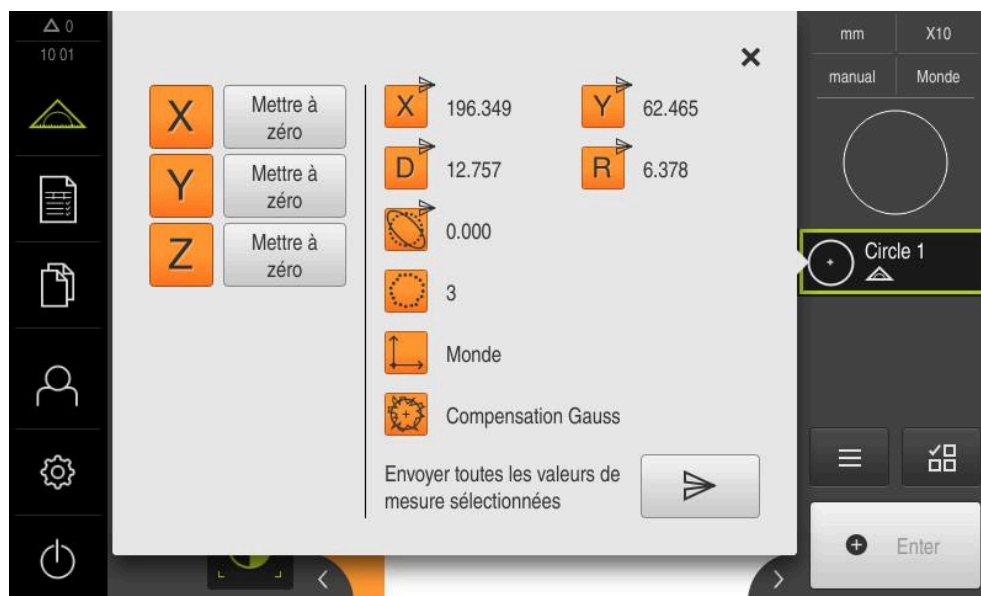 0
10 01
X
Mettre à
zéro
Y
Mettre à
zéro
Z
Mettre à
zéro
X 196.349
Y 62.465
D 12.757
R 6.378
0.000
3
Monde
Compensation Gauss
Envoyer toutes les valeurs de
mesure sélectionnées
mm X10
manual Monde
Circle 1
Enter